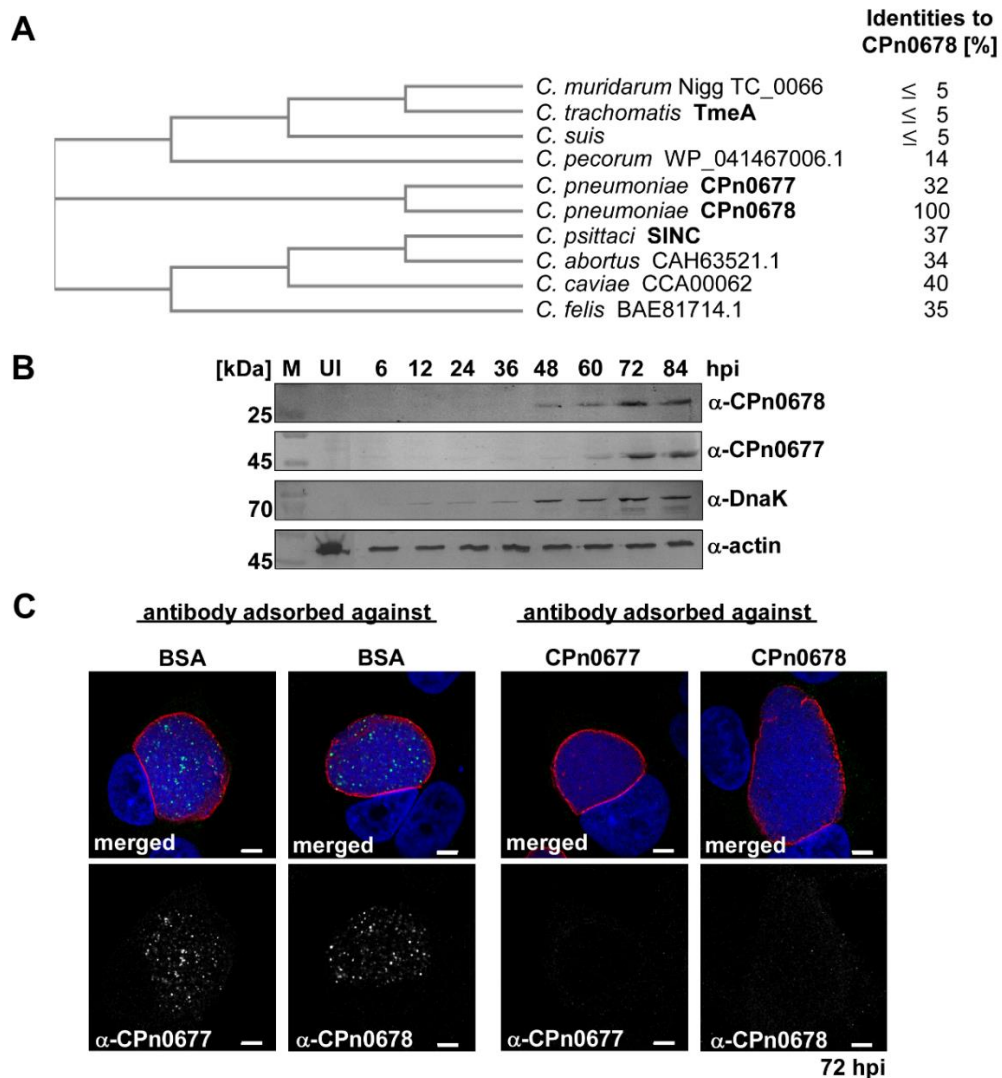 A
Identities to
CPn0678 [%]
C. muridarum Nigg TC_0066 ≤ 5
C. trachomatis TmeA ≤ 5
C. suis ≤ 5
C. pecorum WP_041467006.1 14
C. pneumoniae CPn0677 32
C. pneumoniae CPn0678 100
C. psittaci SINC 37
C. abortus CAH63521.1 34
C. caviae CCA00062 40
C. felis BAE81714.1 35
B
[kDa] M UI 6 12 24 36 48 60 72 84 hpi
25 α-CPn0678
45 α-CPn0677
70 α-DnaK
45 α-actin
C
antibody adsorbed against antibody adsorbed against
BSA BSA CPn0677 CPn0678
merged merged merged merged
α-CPn0677 α-CPn0678 α-CPn0677 α-CPn0678
72 hpi